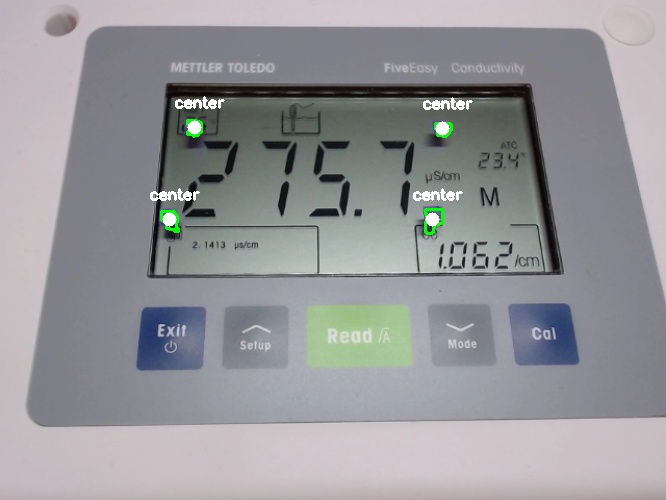 METTLER TOLEDO FiveEasy Conductivity
center center
275.7 µS/cm
ATC
23.4°
M
center center
2. 1413 µs/cm
1.062/cm
Exit Setup Read /A Mode Cal